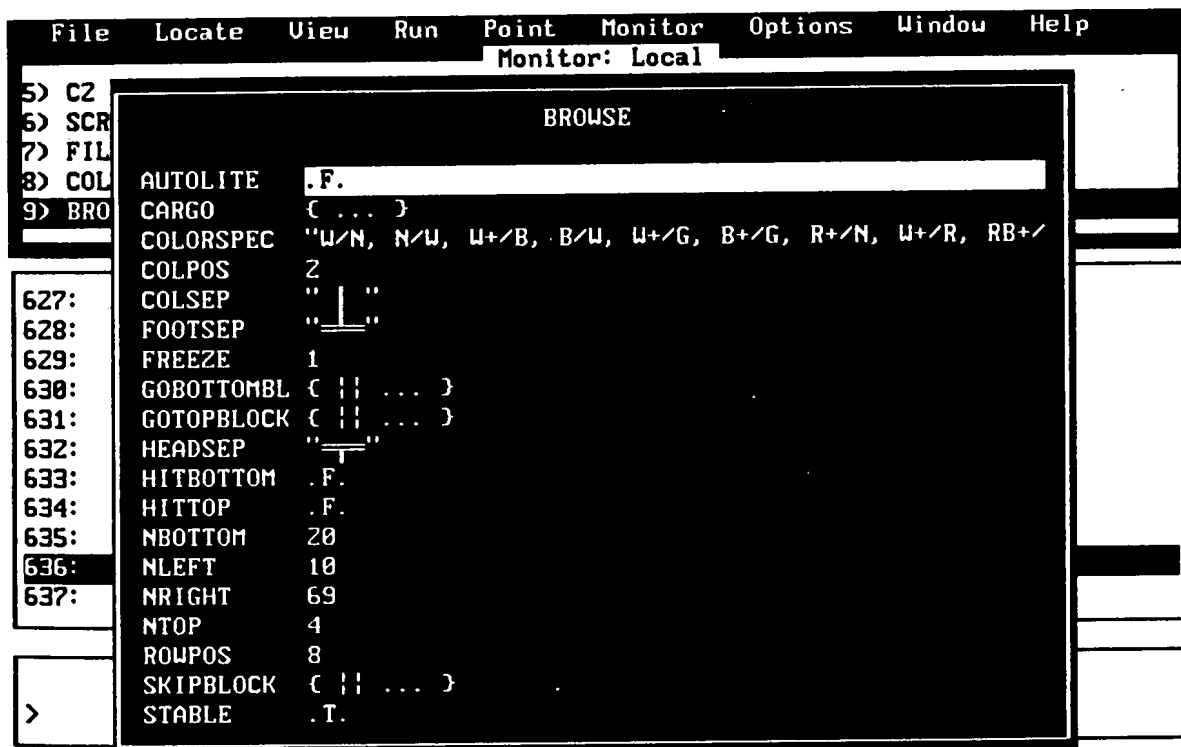 File Locate View Run Point Monitor Options Window Help
Monitor: Local
5) C2
6) SCR
7) FIL
8) COL
9) BRO
BROWSE
AUTOLITE .F.
CARGO { ... }
COLORSPEC "W/N, N/W, W+/B, B/W, W+/G, B+/G, R+/N, W+/R, RB+/
COLPOS 2
COLSEP " │ "
FOOTSEP "═╧═"
FREEZE 1
GOBOTTOMBL { ¦¦ ... }
GOTOPBLOCK { ¦¦ ... }
HEADSEP "═╤═"
HITBOTTOM .F.
HITTOP .F.
NBOTTOM 20
NLEFT 10
NRIGHT 69
NTOP 4
ROWPOS 8
SKIPBLOCK { ¦¦ ... }
STABLE .T.
627:
628:
629:
630:
631:
632:
633:
634:
635:
636:
637:
>